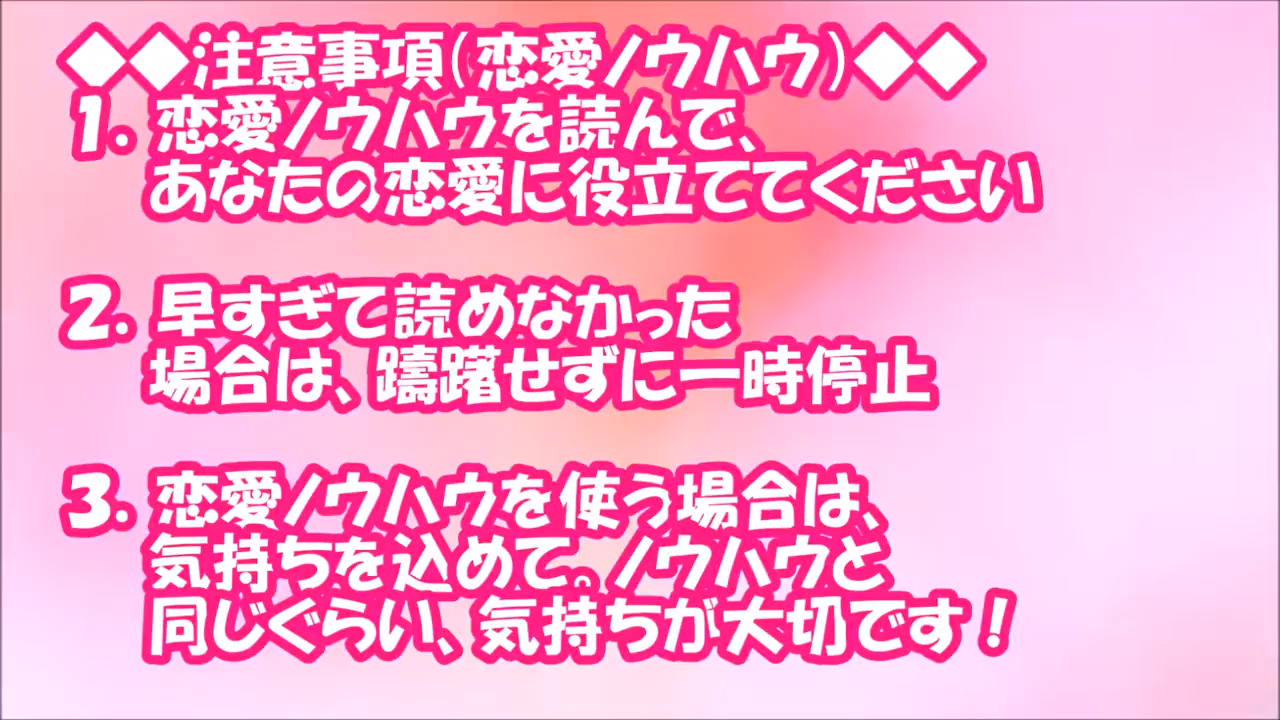 ◆◆注意事項(恋愛ノウハウ)◆◆
1. 恋愛ノウハウを読んで、
あなたの恋愛に役立ててください
2. 早すぎて読めなかった
場合は、躊躇せずに一時停止
3. 恋愛ノウハウを使う場合は、
気持ちを込めて。ノウハウと
同じぐらい、気持ちが大切です!